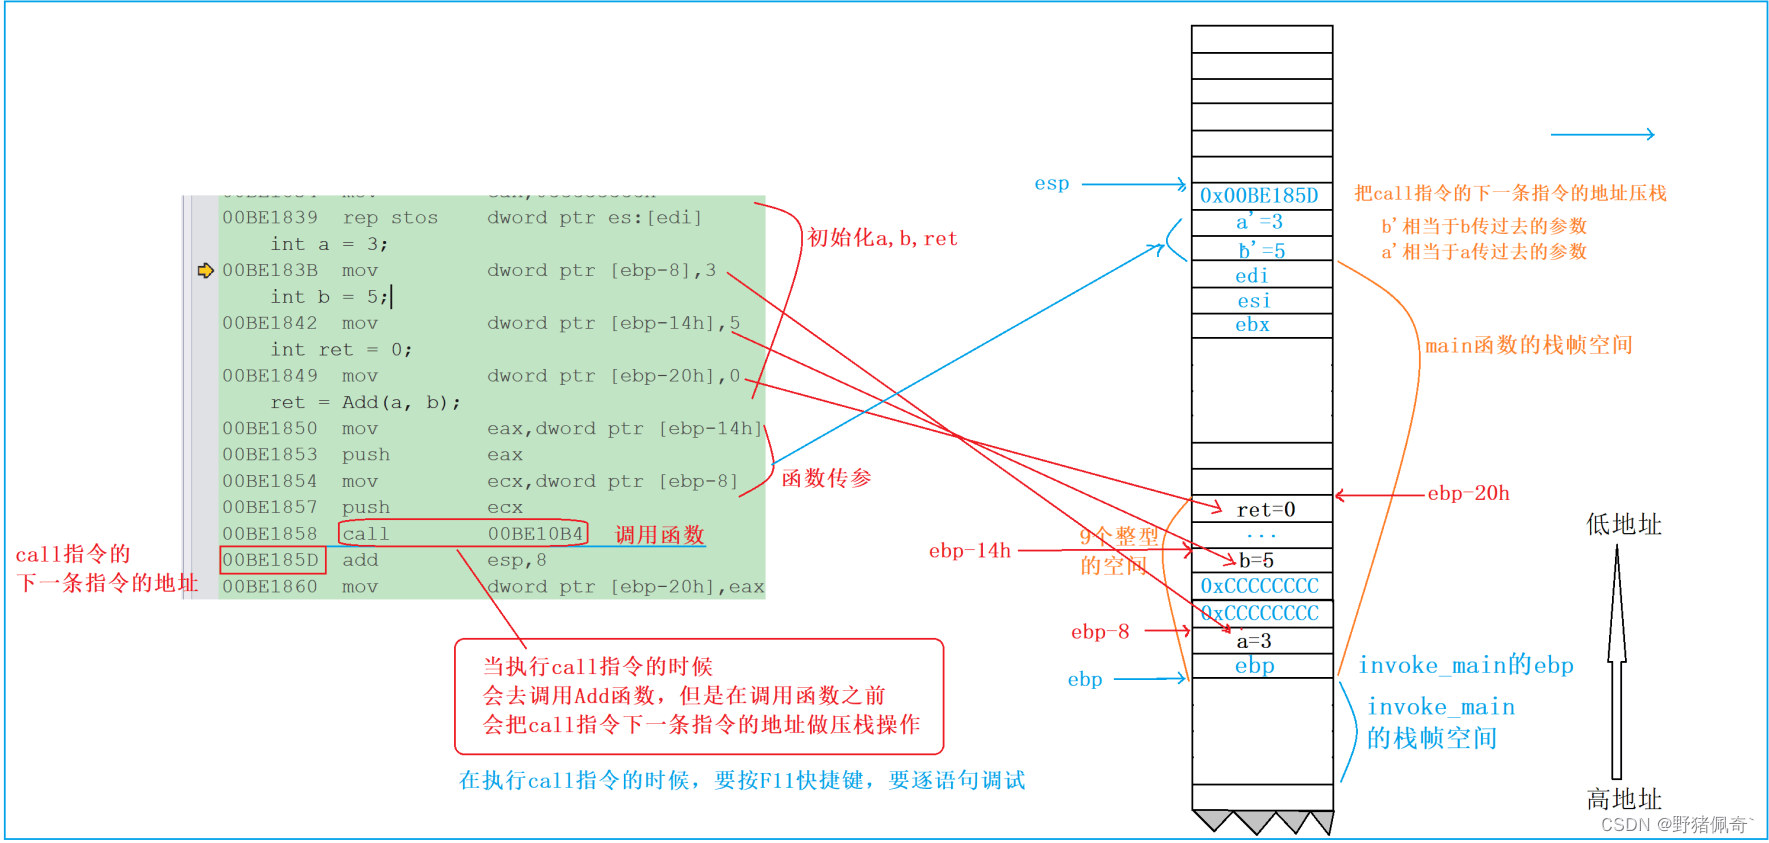 00BE1839 rep stos dword ptr es:[edi]
int a = 3;
00BE183B mov dword ptr [ebp-8],3
int b = 5;
00BE1842 mov dword ptr [ebp-14h],5
int ret = 0;
00BE1849 mov dword ptr [ebp-20h],0
ret = Add(a, b);
00BE1850 mov eax,dword ptr [ebp-14h]
00BE1853 push eax
00BE1854 mov ecx,dword ptr [ebp-8]
00BE1857 push ecx
00BE1858 call 00BE10B4
00BE185D add esp,8
00BE1860 mov dword ptr [ebp-20h],eax
初始化a,b,ret
函数传参
调用函数
call指令的
下一条指令的地址
当执行call指令的时候
会去调用Add函数，但是在调用函数之前
会把call指令下一条指令的地址做压栈操作
在执行call指令的时候，要按F11快捷键，要逐语句调试
esp
0x00BE185D
a'=3
b'=5
edi
esi
ebx
ret=0
...
b=5
0xCCCCCCCC
0xCCCCCCCC
a=3
ebp
9个整型
的空间
ebp-14h
ebp-8
ebp
把call指令的下一条指令的地址压栈
b'相当于b传过去的参数
a'相当于a传过去的参数
main函数的栈帧空间
ebp-20h
invoke_main的ebp
invoke_main
的栈帧空间
低地址
高地址
CSDN @野猪佩奇`